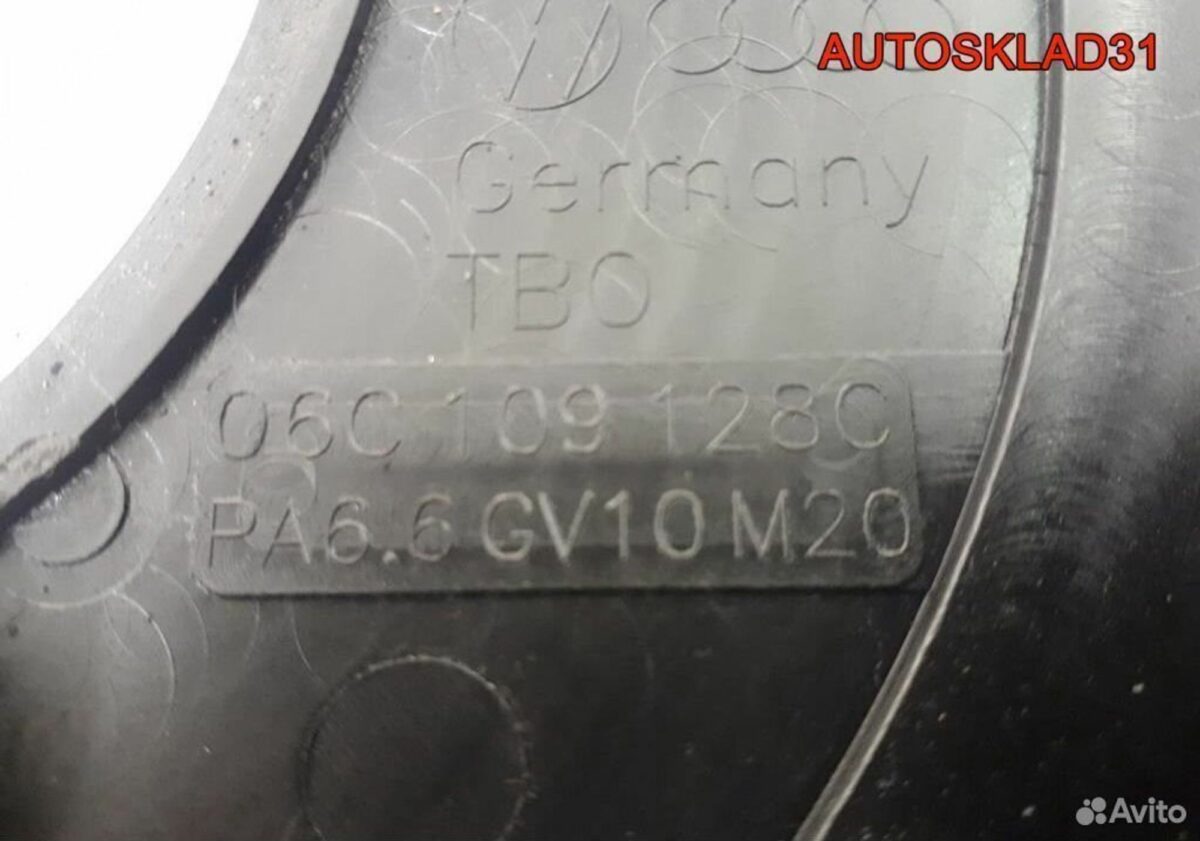 AUTOSKLAD31
Germany
TBO
06C 109 128C
PA6.6 GV10 M20
Avito